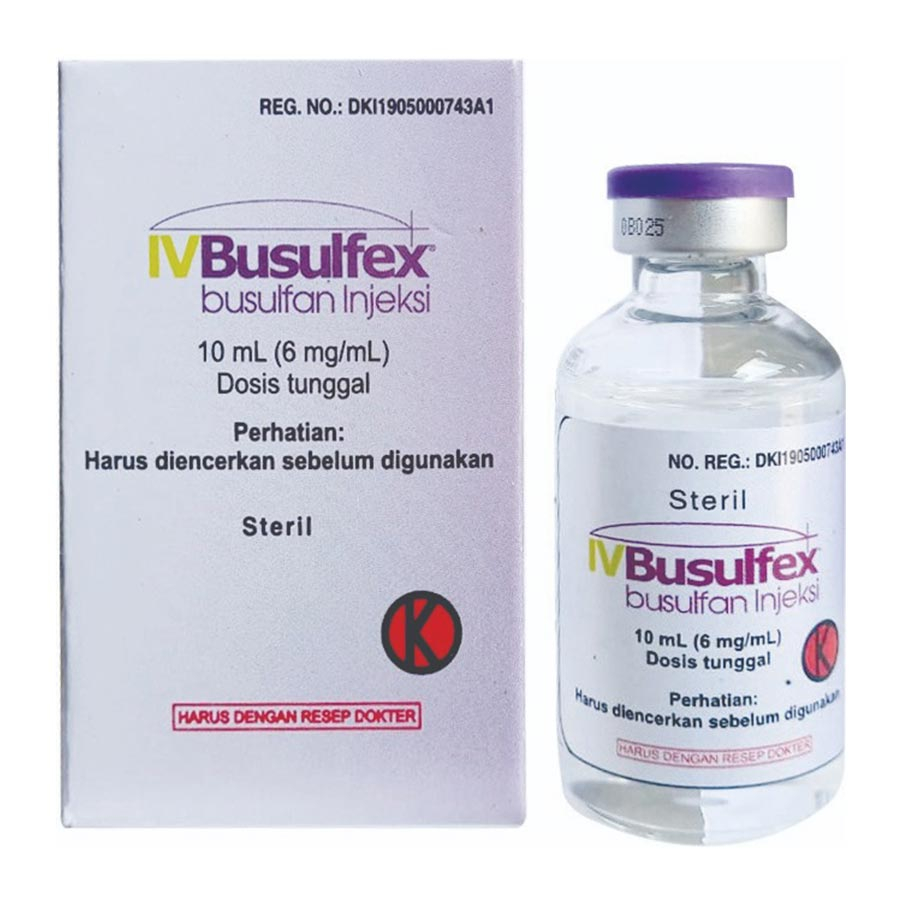 REG. NO.: DKI1905000743A1
IVBusulfex®
busulfan Injeksi
10 mL (6 mg/mL)
Dosis tunggal
Perhatian:
Harus diencerkan sebelum digunakan
Steril
K
HARUS DENGAN RESEP DOKTER
0B025
NO. REG.: DKI1905000743A1
Steril
IVBusulfex
busulfan Injeksi
10 mL (6 mg/mL)
Dosis tunggal
K
Perhatian:
Harus diencerkan sebelum digunakan
HARUS DENGAN RESEP DOKTER